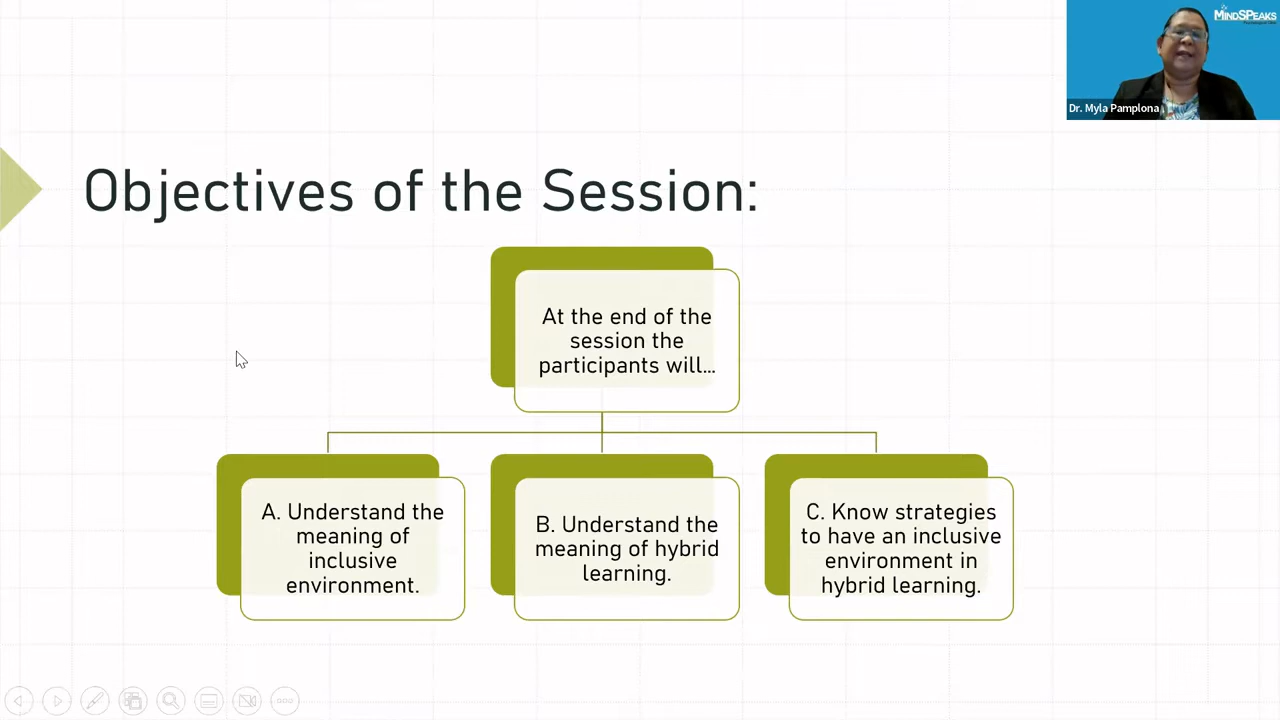 MINDSPEAKS
Dr. Myla Pamplona
Objectives of the Session:
At the end of the
session the
participants will...
A. Understand the
meaning of
inclusive
environment.
B. Understand the
meaning of hybrid
learning.
C. Know strategies
to have an inclusive
environment in
hybrid learning.